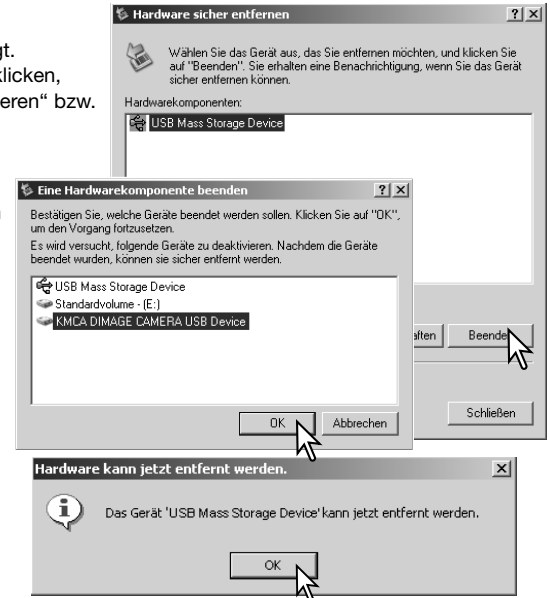 gt.
klicken,
eren“ bzw.
Hardware sicher entfernen
Wählen Sie das Gerät aus, das Sie entfernen möchten, und klicken Sie
auf "Beenden". Sie erhalten eine Benachrichtigung, wenn Sie das Gerät
sicher entfernen können.
Hardwarekomponenten:
USB Mass Storage Device
Eine Hardwarekomponente beenden
Bestätigen Sie, welche Geräte beendet werden sollen. Klicken Sie auf "OK",
um den Vorgang fortzusetzen.
Es wird versucht, folgende Geräte zu deaktivieren. Nachdem die Geräte
beendet wurden, können sie sicher entfernt werden.
USB Mass Storage Device
Standardvolume - (E:)
KMCA DIMAGE CAMERA USB Device
OK Abbrechen
aften Beende
Schließen
Hardware kann jetzt entfernt werden.
Das Gerät 'USB Mass Storage Device' kann jetzt entfernt werden.
OK